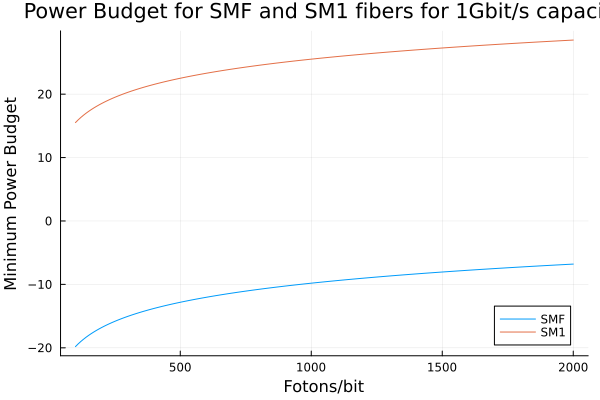 Power Budget for SMF and SM1 fibers for 1Gbit/s capaci
20
10
0
−10
−20
Minimum Power Budget
500
1000
1500
2000
Fotons/bit
SMF
SM1